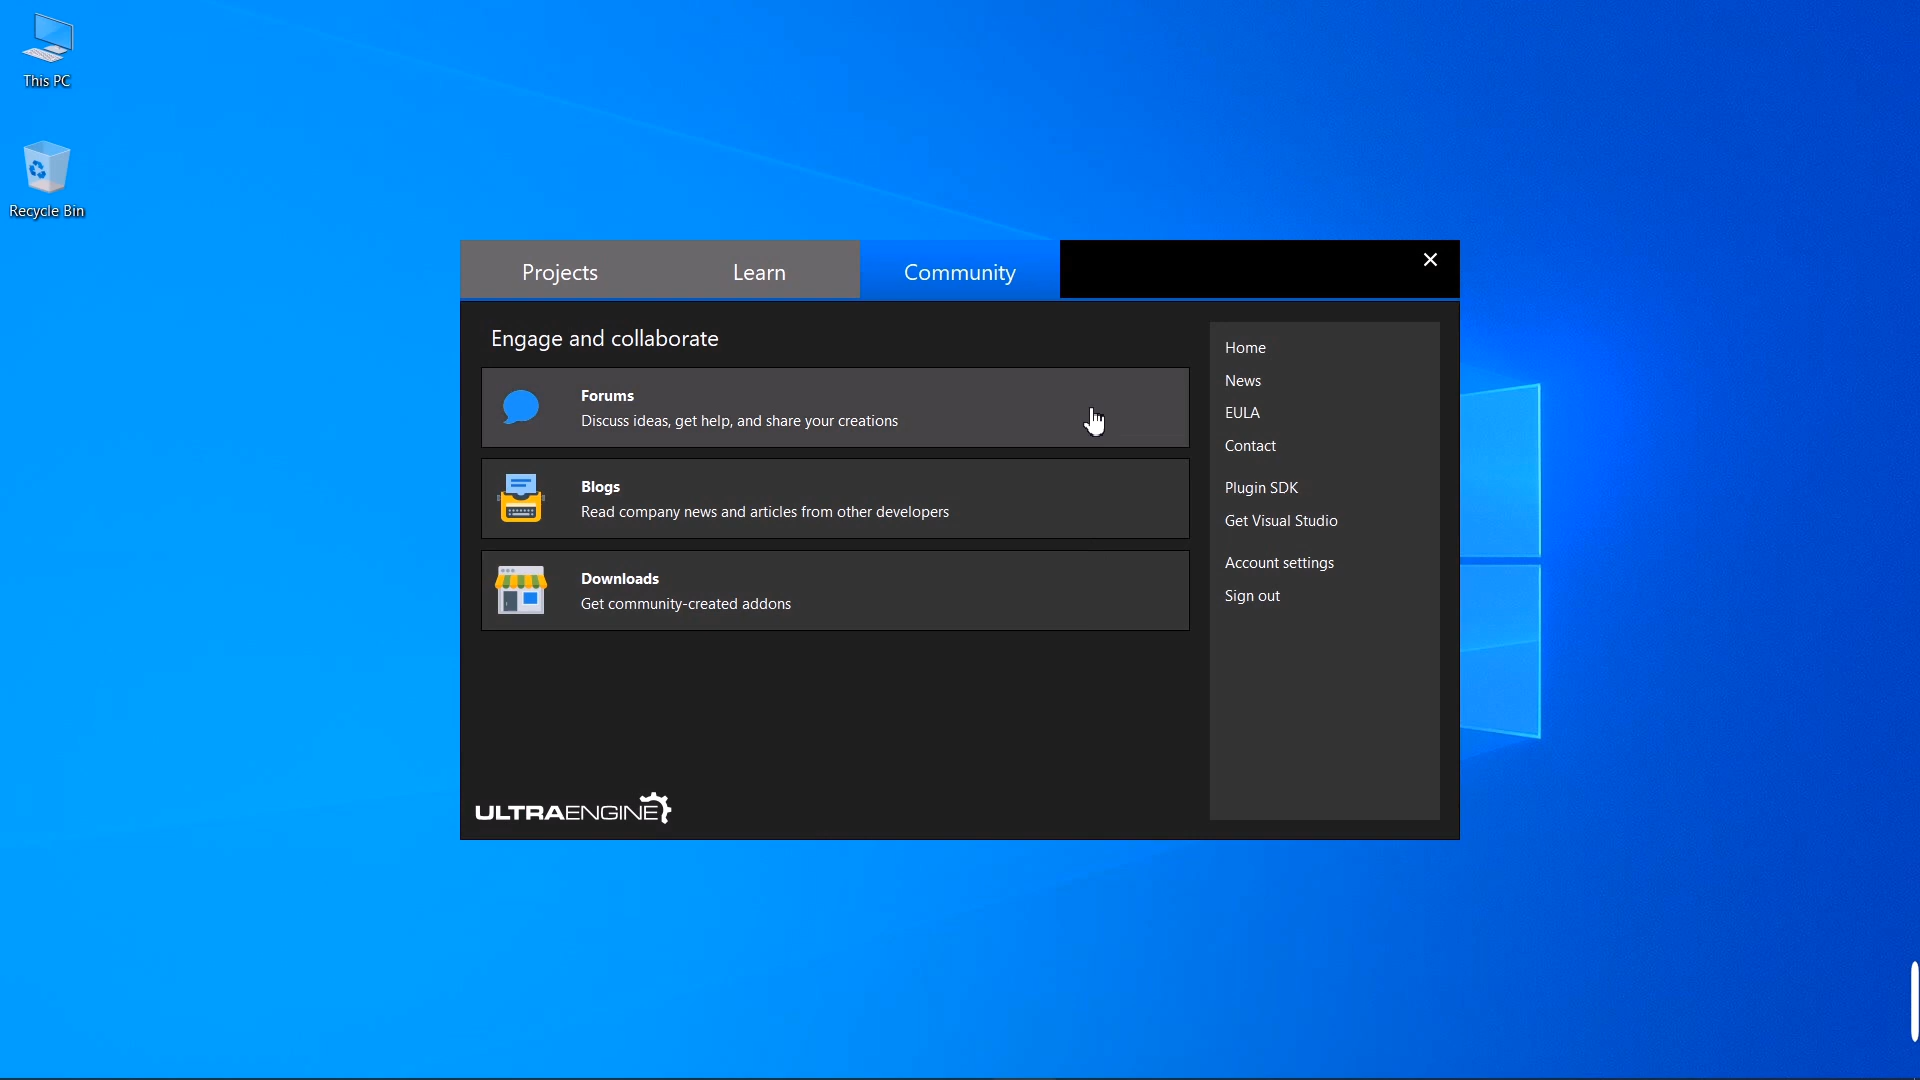 This PC
Recycle Bin
Projects
Learn
Community
Engage and collaborate
Forums
Discuss ideas, get help, and share your creations
Blogs
Read company news and articles from other developers
Downloads
Get community-created addons
Home
News
EULA
Contact
Plugin SDK
Get Visual Studio
Account settings
Sign out
ULTRAENGINE